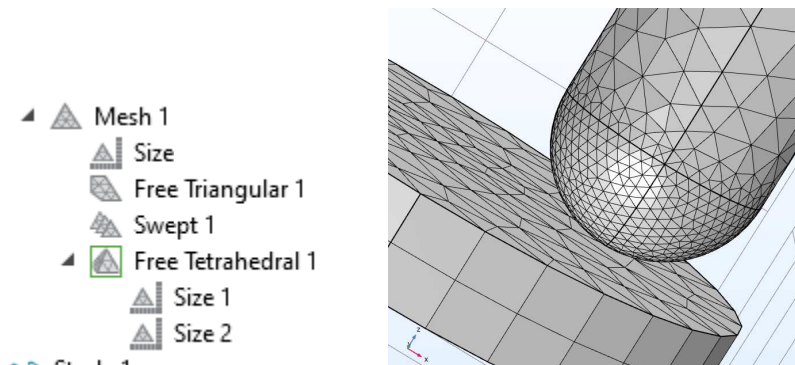 Mesh 1
Size
Free Triangular 1
Swept 1
Free Tetrahedral 1
Size 1
Size 2
z
y
x